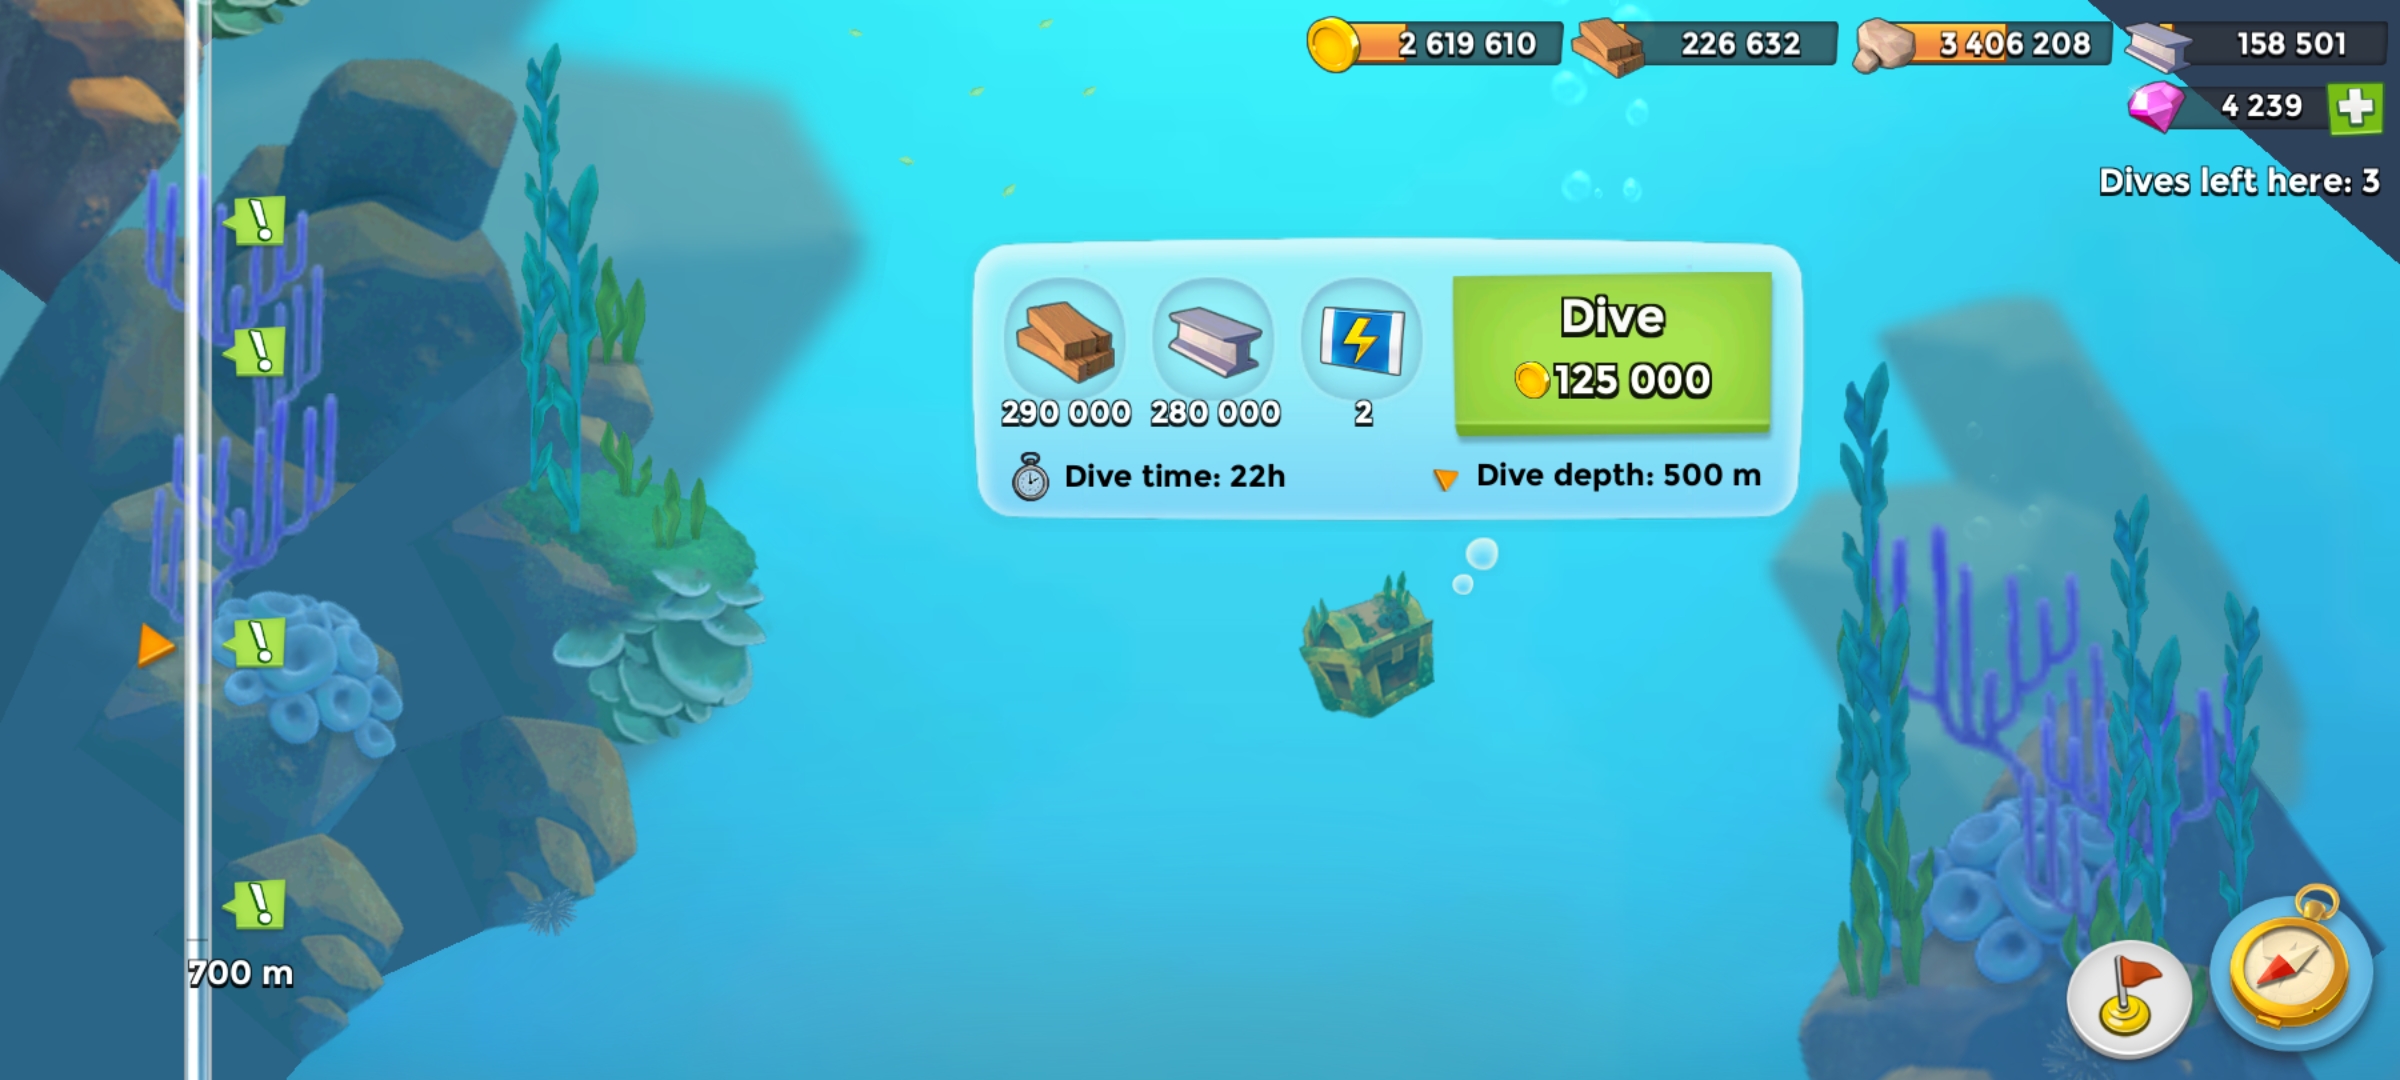 2 619 610
226 632
3 406 208
158 501
4 239
Dives left here: 3
290 000
280 000
2
Dive
125 000
Dive time: 22h
Dive depth: 500 m
!
!
!
!
700 m